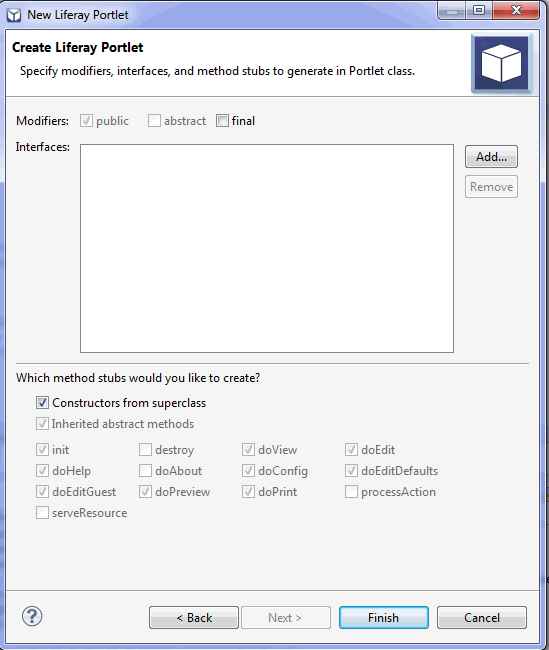 New Liferay Portlet
Create Liferay Portlet
Specify modifiers, interfaces, and method stubs to generate in Portlet class.
Modifiers: public abstract final
Interfaces:
Add...
Remove
Which method stubs would you like to create?
Constructors from superclass
Inherited abstract methods
init destroy doView doEdit
doHelp doAbout doConfig doEditDefaults
doEditGuest doPreview doPrint processAction
serveResource
? < Back Next > Finish Cancel